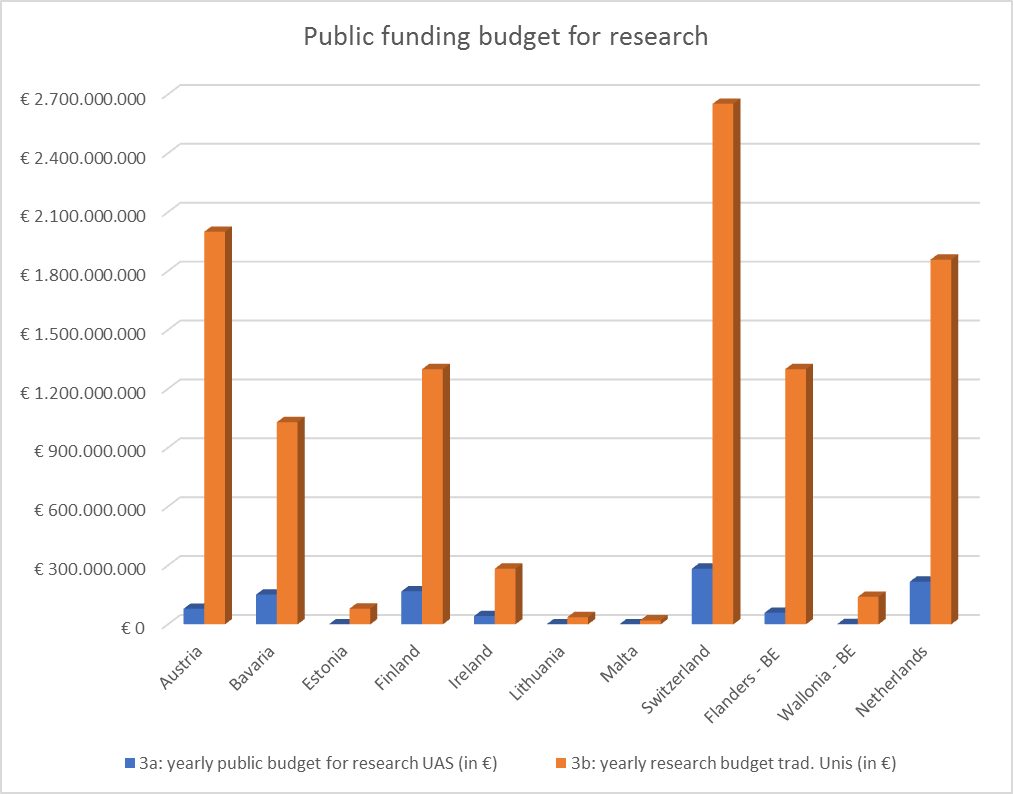 Public funding budget for research
€ 2.700.000.000
€ 2.400.000.000
€ 2.100.000.000
€ 1.800.000.000
€ 1.500.000.000
€ 1.200.000.000
€ 900.000.000
€ 600.000.000
€ 300.000.000
€ 0
Austria
Bavaria
Estonia
Finland
Ireland
Lithuania
Malta
Switzerland
Flanders - BE
Wallonia - BE
Netherlands
3a: yearly public budget for research UAS (in €)
3b: yearly research budget trad. Unis (in €)